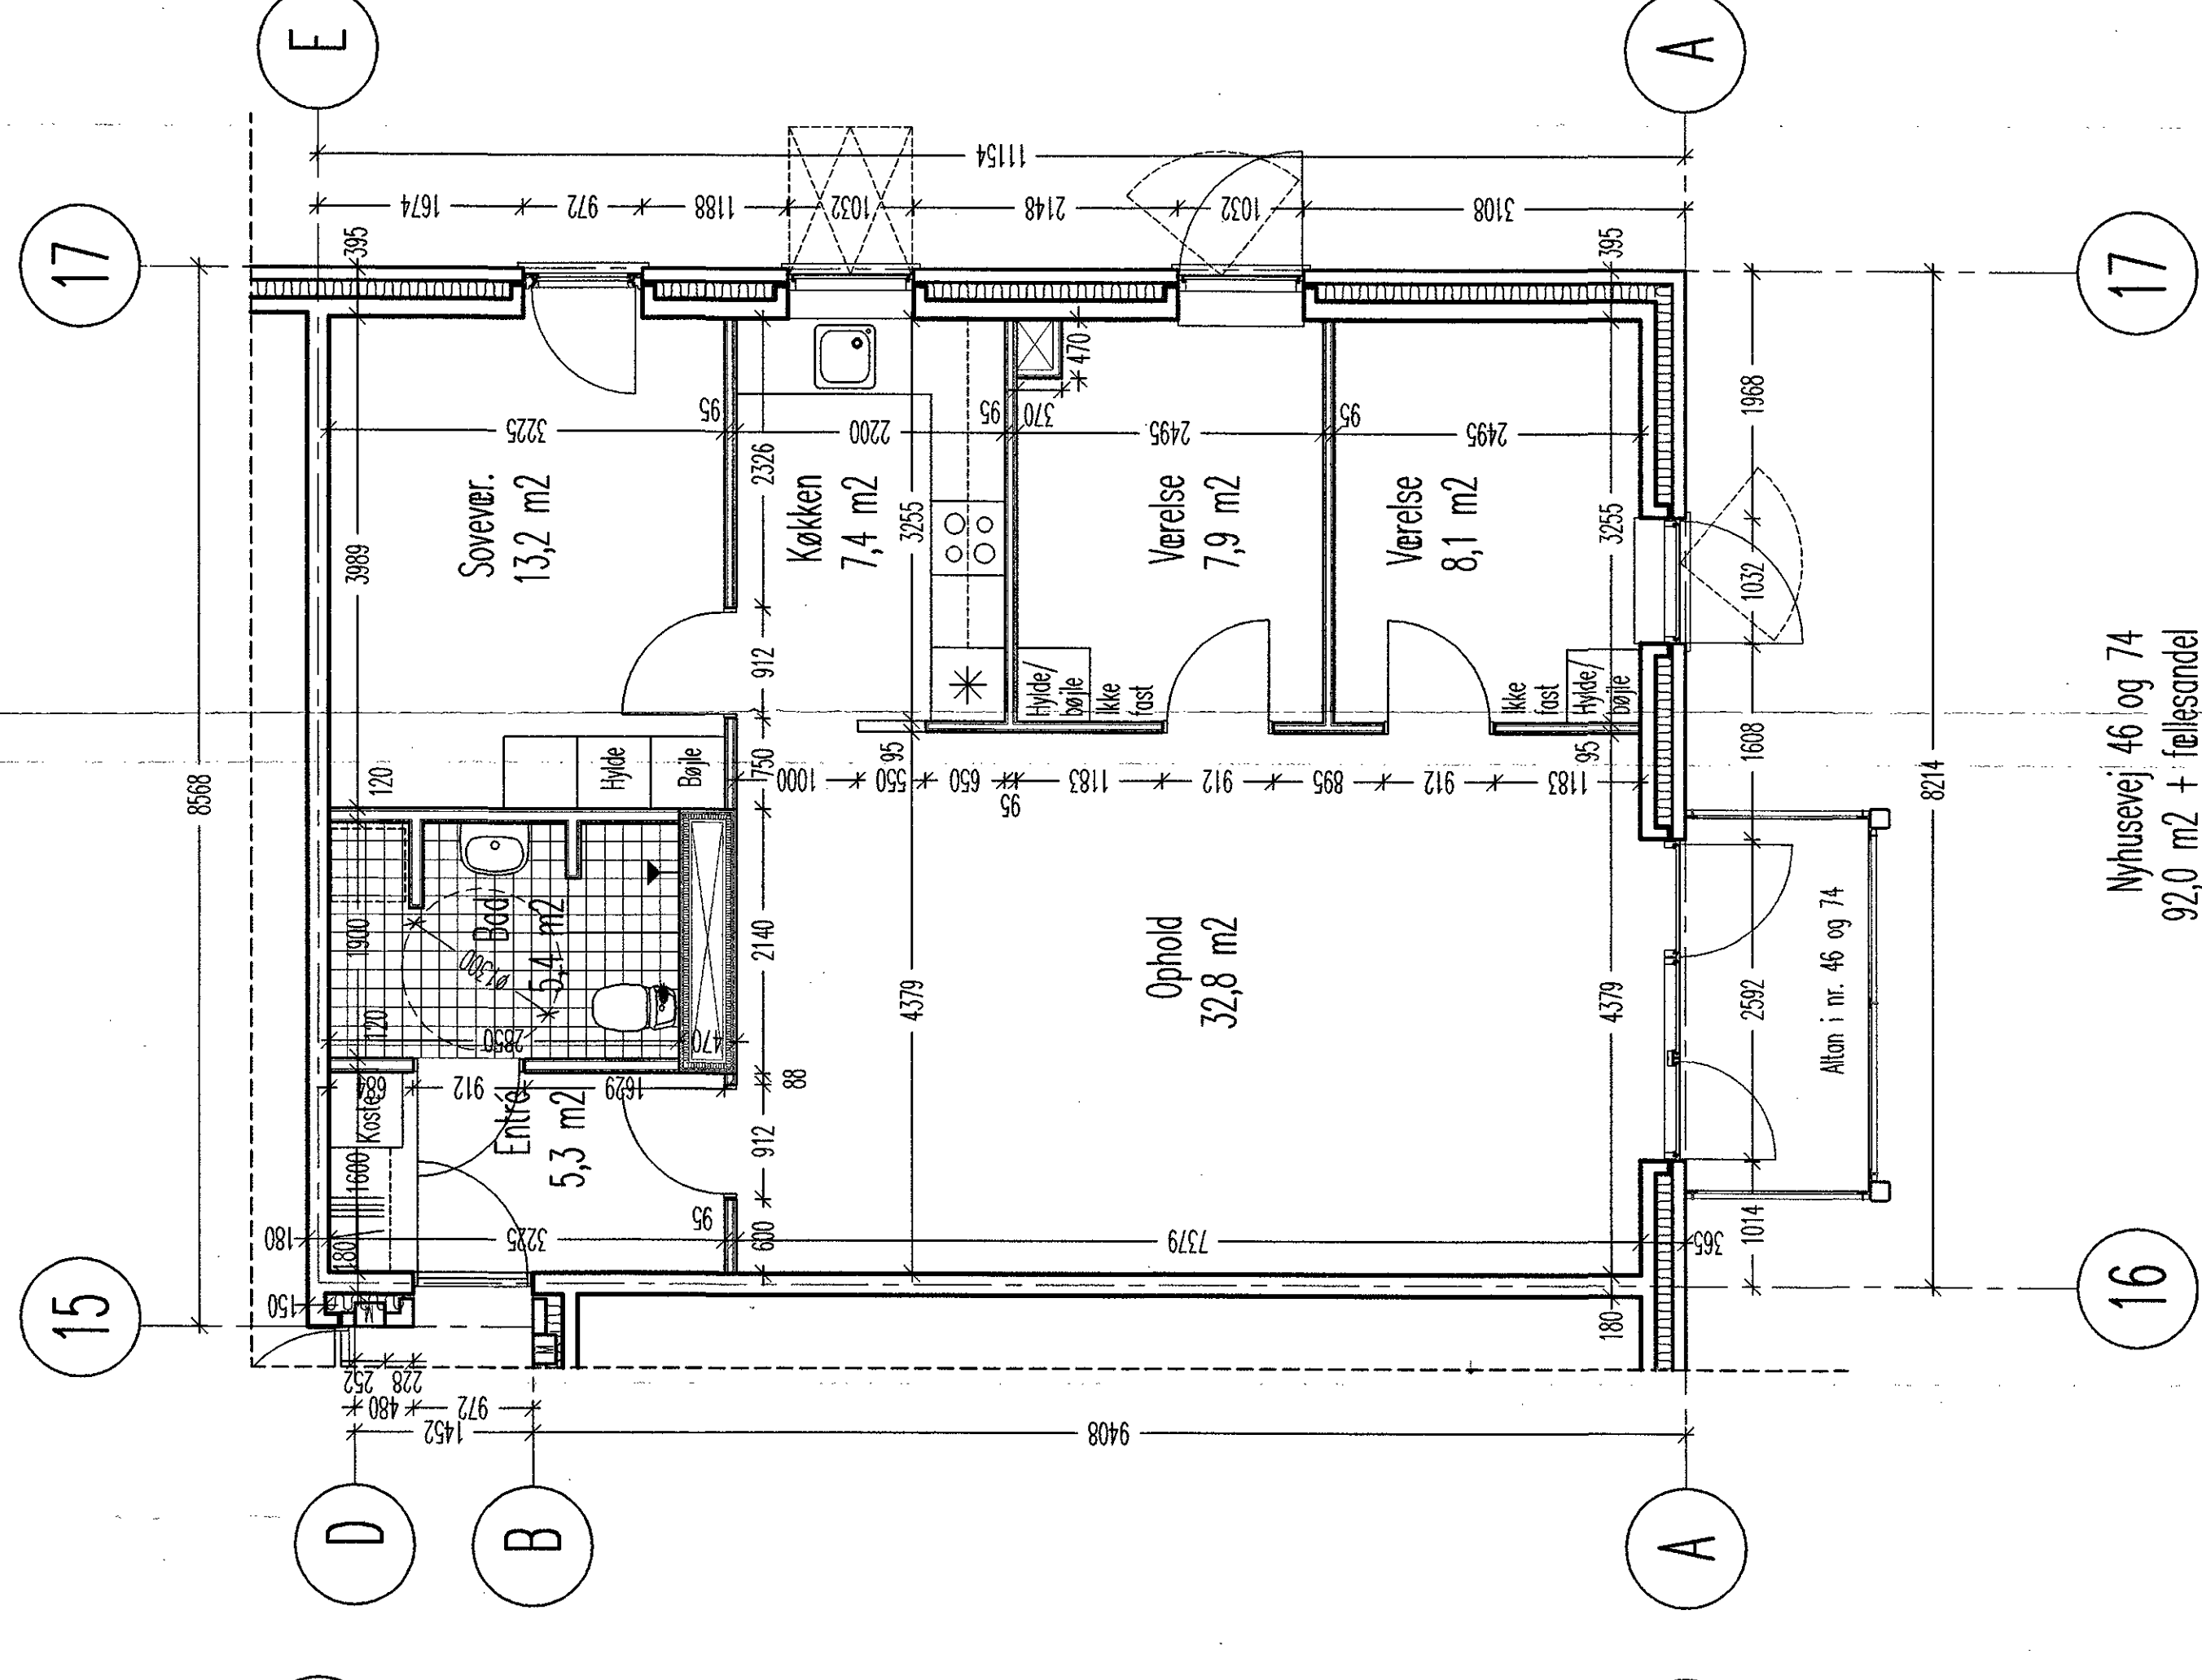 E
A
17
17
11154
1674
972
1188
1032
2148
1032
3108
395
395
8568
3989
3225
95
2326
2200
95
370
470
2495
95
2495
3255
3255
1968
1032
1608
8214
Sovever.
13,2 m2
Køkken
7,4 m2
Værelse
7,9 m2
Værelse
8,1 m2
912
750
Hylde/
bøjle
Ikke
fast
Ikke
fast
Hylde/
bøjle
120
Hylde
Bøjle
1000
550
95
650
95
1183
912
895
912
1183
95
1900
Bad
5,4 m2
ø1300
120
2850
470
2140
88
4379
4379
Ophold
32,8 m2
2592
Altan i nr. 46 og 74
684
912
1629
Koste
Entré
5,3 m2
1600
912
600
180
180
3225
95
7379
365
1014
150
M
M
180
252
228
480
972
1452
9408
15
16
D
B
A
Nyhusevej 46 og 74
92,0 m2 + fællesandel